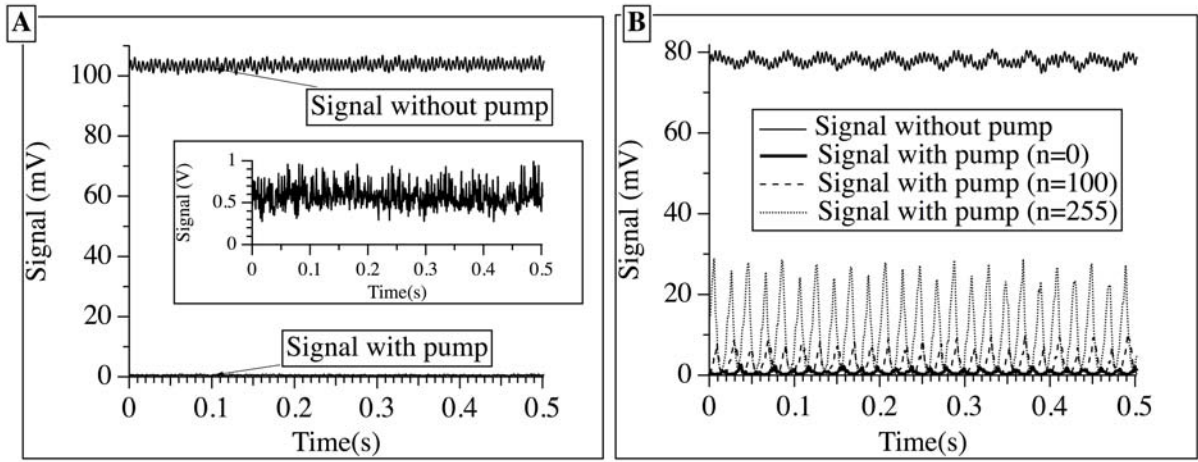 A
Signal (mV)
100
80
60
40
20
0
Signal without pump
Signal (V)
1
0.5
0
0 0.1 0.2 0.3 0.4 0.5
Time(s)
Signal with pump
0 0.1 0.2 0.3 0.4 0.5
Time(s)
B
Signal (mV)
80
60
40
20
0
Signal without pump
Signal with pump (n=0)
Signal with pump (n=100)
Signal with pump (n=255)
0 0.1 0.2 0.3 0.4 0.5
Time(s)